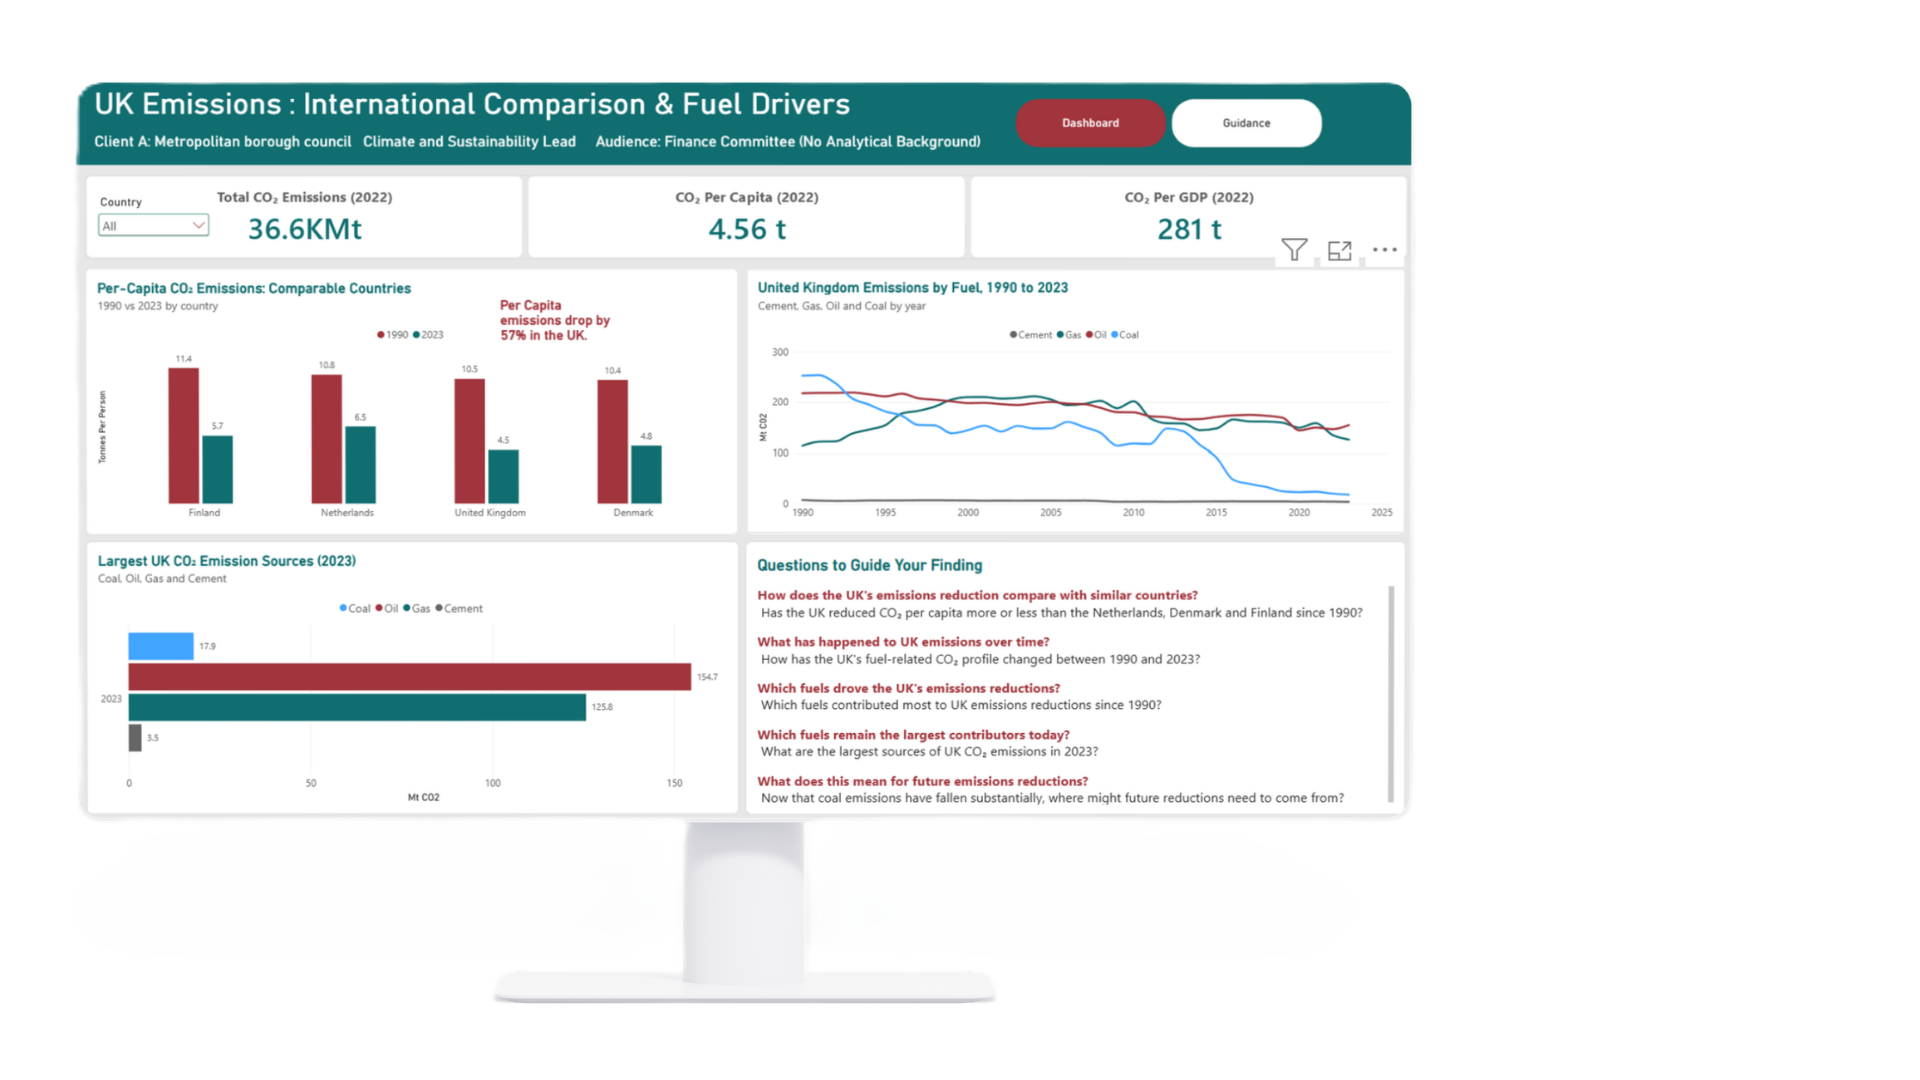 UK Emissions : International Comparison & Fuel Drivers
Client A: Metropolitan borough council Climate and Sustainability Lead Audience: Finance Committee (No Analytical Background)
Dashboard
Guidance
Country
All
Total CO₂ Emissions (2022)
36.6KMt
CO₂ Per Capita (2022)
4.56 t
CO₂ Per GDP (2022)
281 t
Per-Capita CO₂ Emissions: Comparable Countries
1990 vs 2023 by country
Per Capita
emissions drop by
57% in the UK.
1990 2023
Tonnes Per Person
11.4
5.7
10.8
6.5
10.5
4.5
10.4
4.8
Finland
Netherlands
United Kingdom
Denmark
United Kingdom Emissions by Fuel, 1990 to 2023
Cement, Gas, Oil and Coal by year
Cement Gas Oil Coal
Mt CO2
300
200
100
0
1990
1995
2000
2005
2010
2015
2020
2025
Largest UK CO₂ Emission Sources (2023)
Coal, Oil, Gas and Cement
Coal Oil Gas Cement
2023
17.9
154.7
125.8
3.5
0
50
100
150
Mt CO2
Questions to Guide Your Finding
How does the UK's emissions reduction compare with similar countries?
Has the UK reduced CO₂ per capita more or less than the Netherlands, Denmark and Finland since 1990?
What has happened to UK emissions over time?
How has the UK's fuel-related CO₂ profile changed between 1990 and 2023?
Which fuels drove the UK's emissions reductions?
Which fuels contributed most to UK emissions reductions since 1990?
Which fuels remain the largest contributors today?
What are the largest sources of UK CO₂ emissions in 2023?
What does this mean for future emissions reductions?
Now that coal emissions have fallen substantially, where might future reductions need to come from?